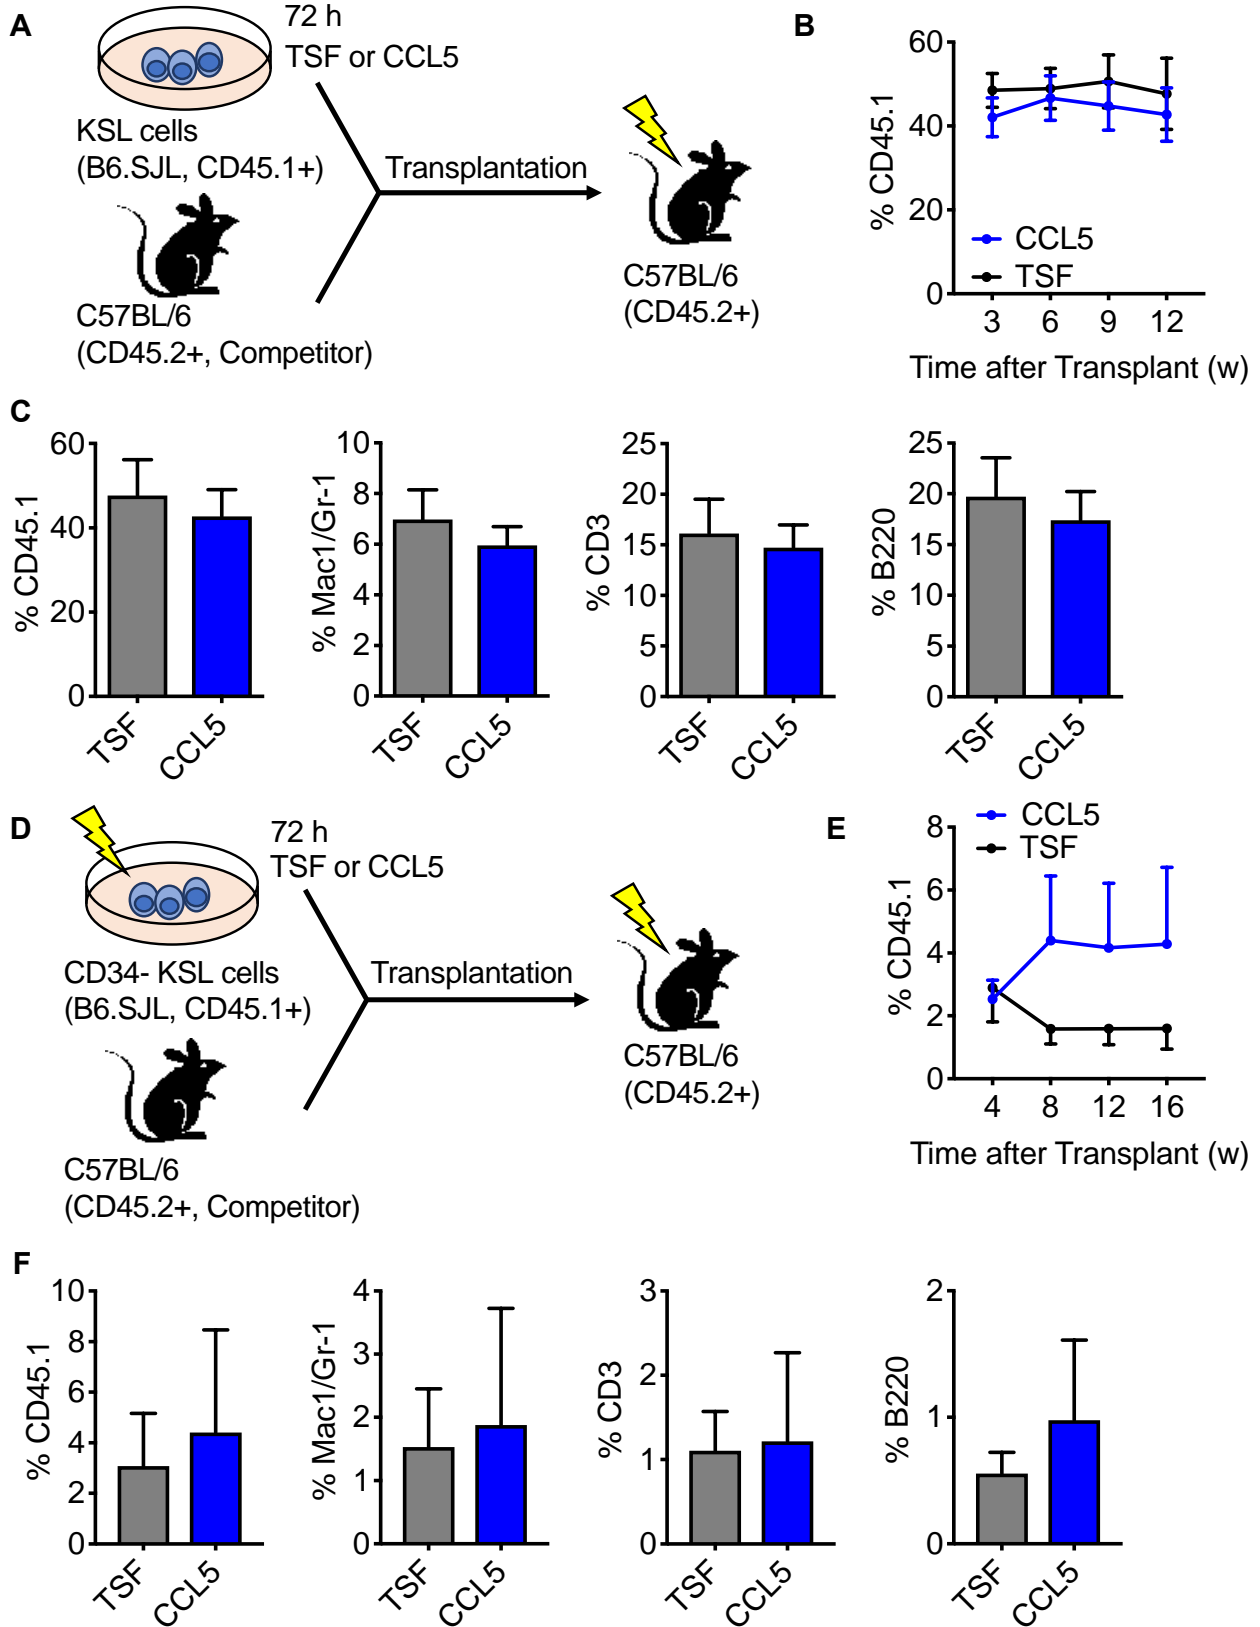 A
72 h
TSF or CCL5
KSL cells
(B6.SJL, CD45.1+)
Transplantation
C57BL/6
(CD45.2+, Competitor)
C57BL/6
(CD45.2+)
B
% CD45.1
60
40
20
0
CCL5
TSF
3 6 9 12
Time after Transplant (w)
C
% CD45.1
60
40
20
0
TSF
CCL5
% Mac1/Gr-1
10
8
6
4
2
0
TSF
CCL5
% CD3
25
20
15
10
5
0
TSF
CCL5
% B220
25
20
15
10
5
0
TSF
CCL5
D
72 h
TSF or CCL5
CD34- KSL cells
(B6.SJL, CD45.1+)
Transplantation
C57BL/6
(CD45.2+, Competitor)
C57BL/6
(CD45.2+)
E
CCL5
TSF
% CD45.1
8
6
4
2
0
4 8 12 16
Time after Transplant (w)
F
% CD45.1
10
8
6
4
2
0
TSF
CCL5
% Mac1/Gr-1
4
3
2
1
0
TSF
CCL5
% CD3
3
2
1
0
TSF
CCL5
% B220
2
1
0
TSF
CCL5